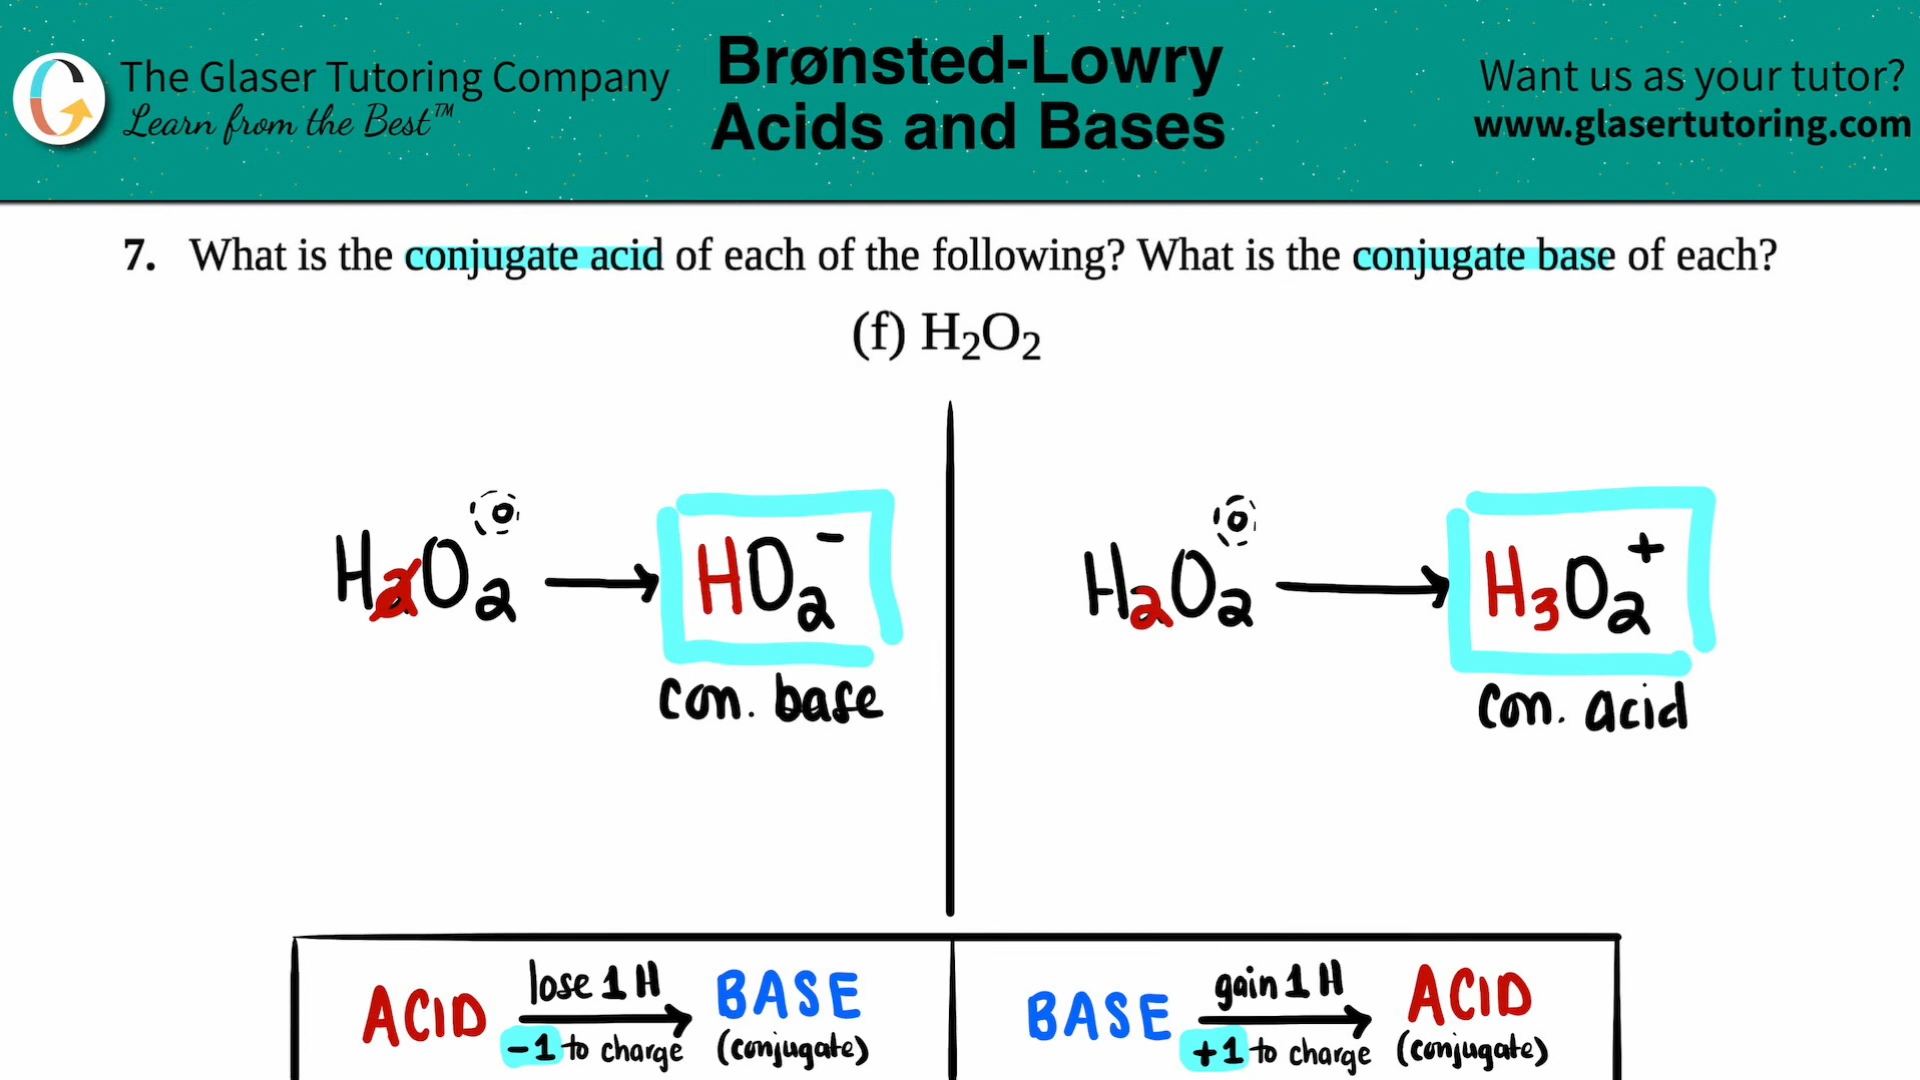 The Glaser Tutoring Company
Learn from the Best™
Brønsted-Lowry
Acids and Bases
Want us as your tutor?
www.glasertutoring.com
7. What is the conjugate acid of each of the following? What is the conjugate base of each?
(f) H₂O₂
H₂O₂⁰ → HO₂⁻
con. base
H₂O₂⁰ → H₃O₂⁺
con. acid
ACID lose 1 H → BASE
-1 to charge (conjugate)
BASE gain 1 H → ACID
+1 to charge (conjugate)